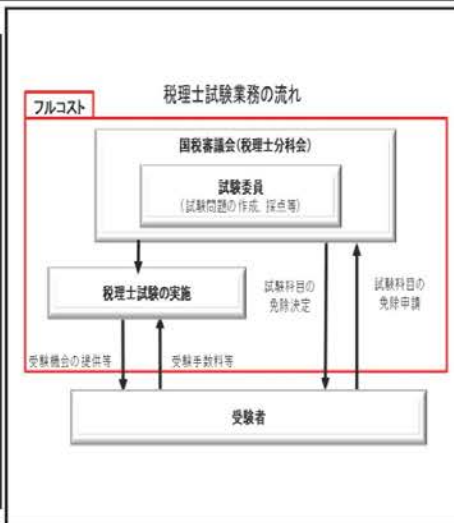 税理士試験業務の流れ
フルコスト
国税審議会(税理士分科会)
試験委員
(試験問題の作成、採点等)
税理士試験の実施
試験科目の
免除決定
試験科目の
免除申請
受験機会の提供等
受験手数料等
受験者